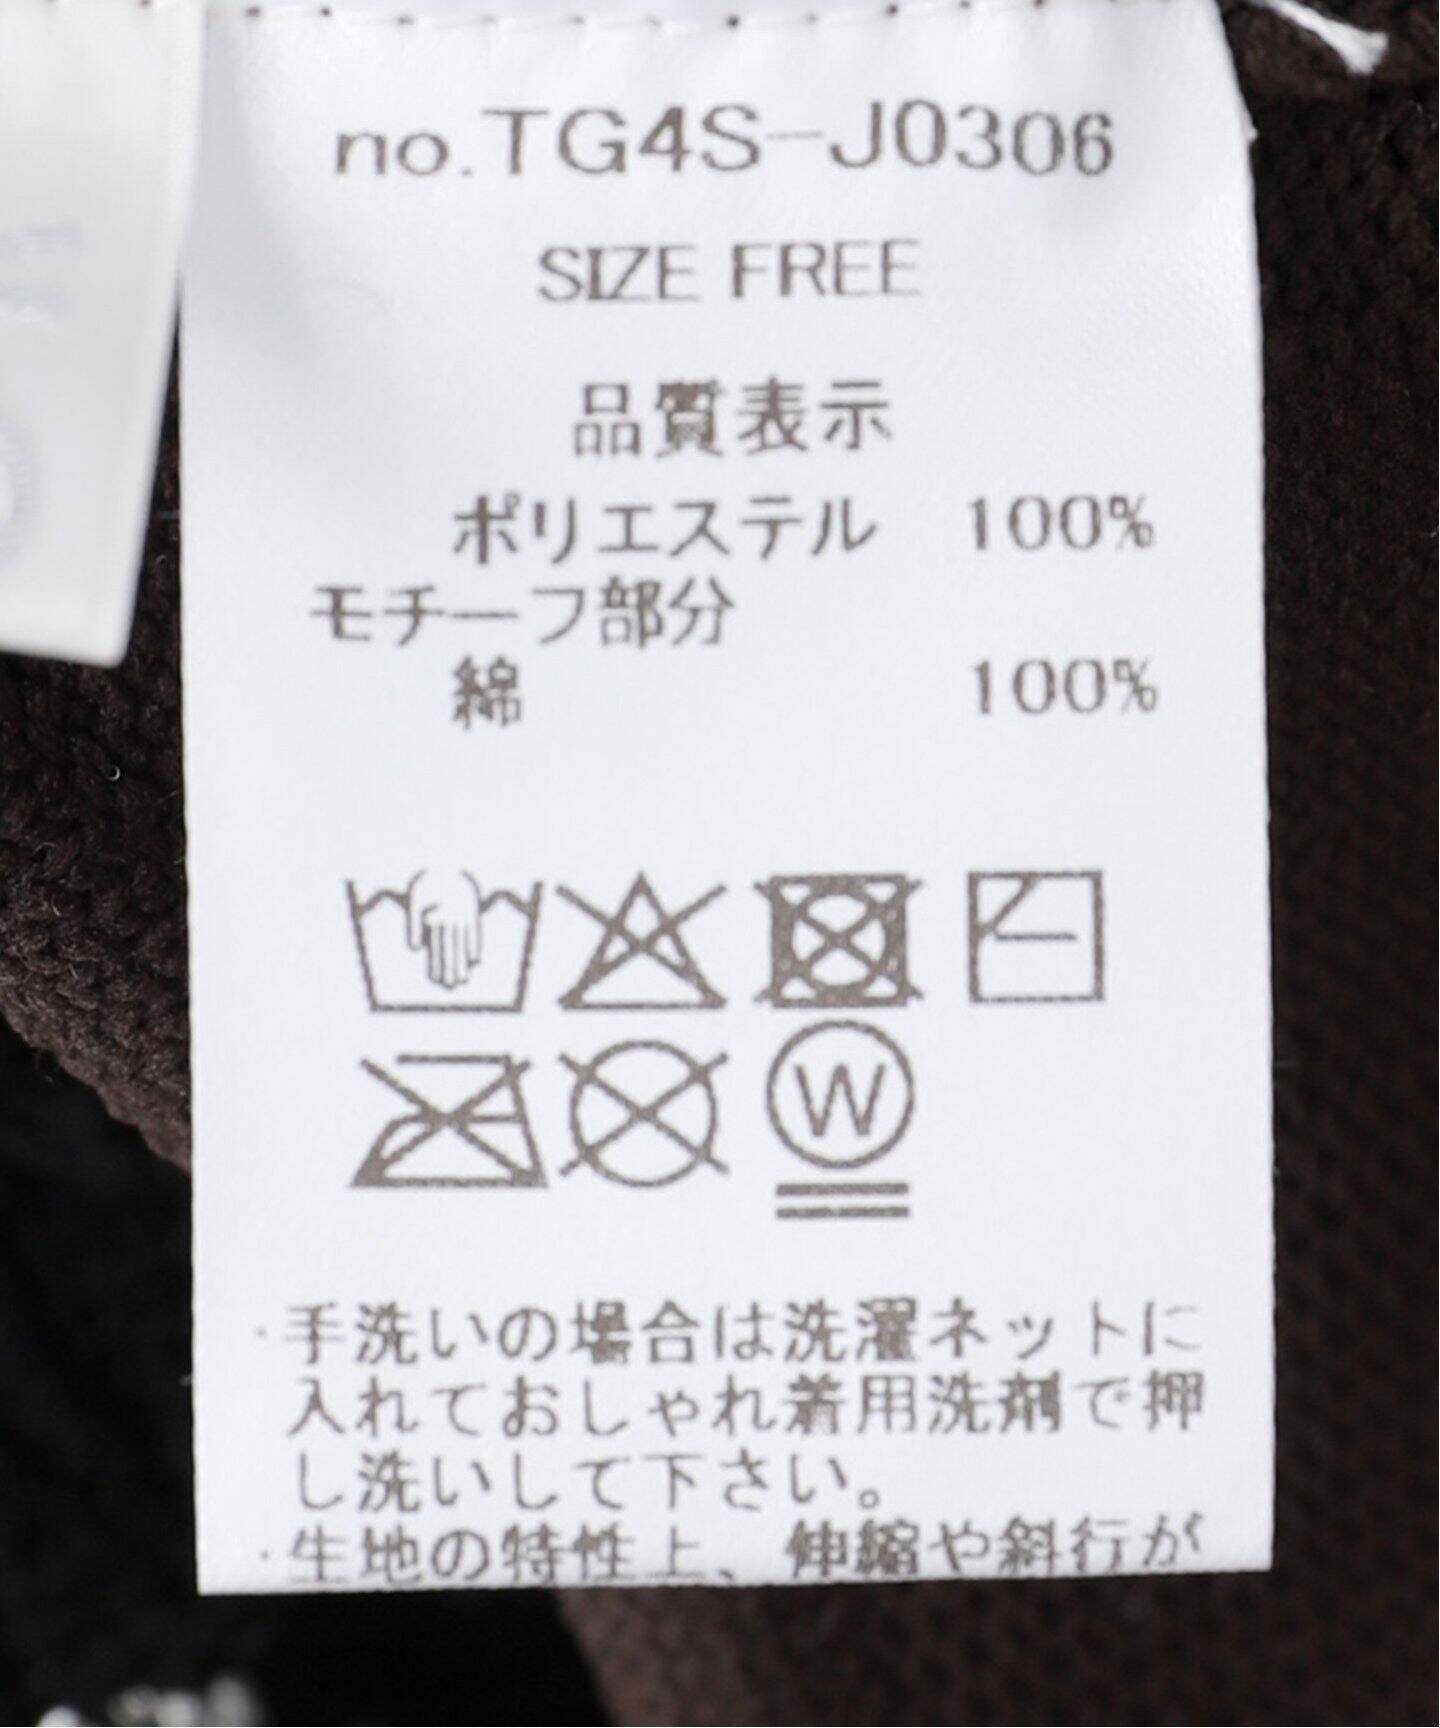 no.TG4S-J0306
SIZE FREE
品質表示
ポリエステル 100%
モチーフ部分
綿 100%
W
・手洗いの場合は洗濯ネットに
入れておしゃれ着用洗剤で押
し洗いして下さい。
・生地の特性上、伸縮や斜行が